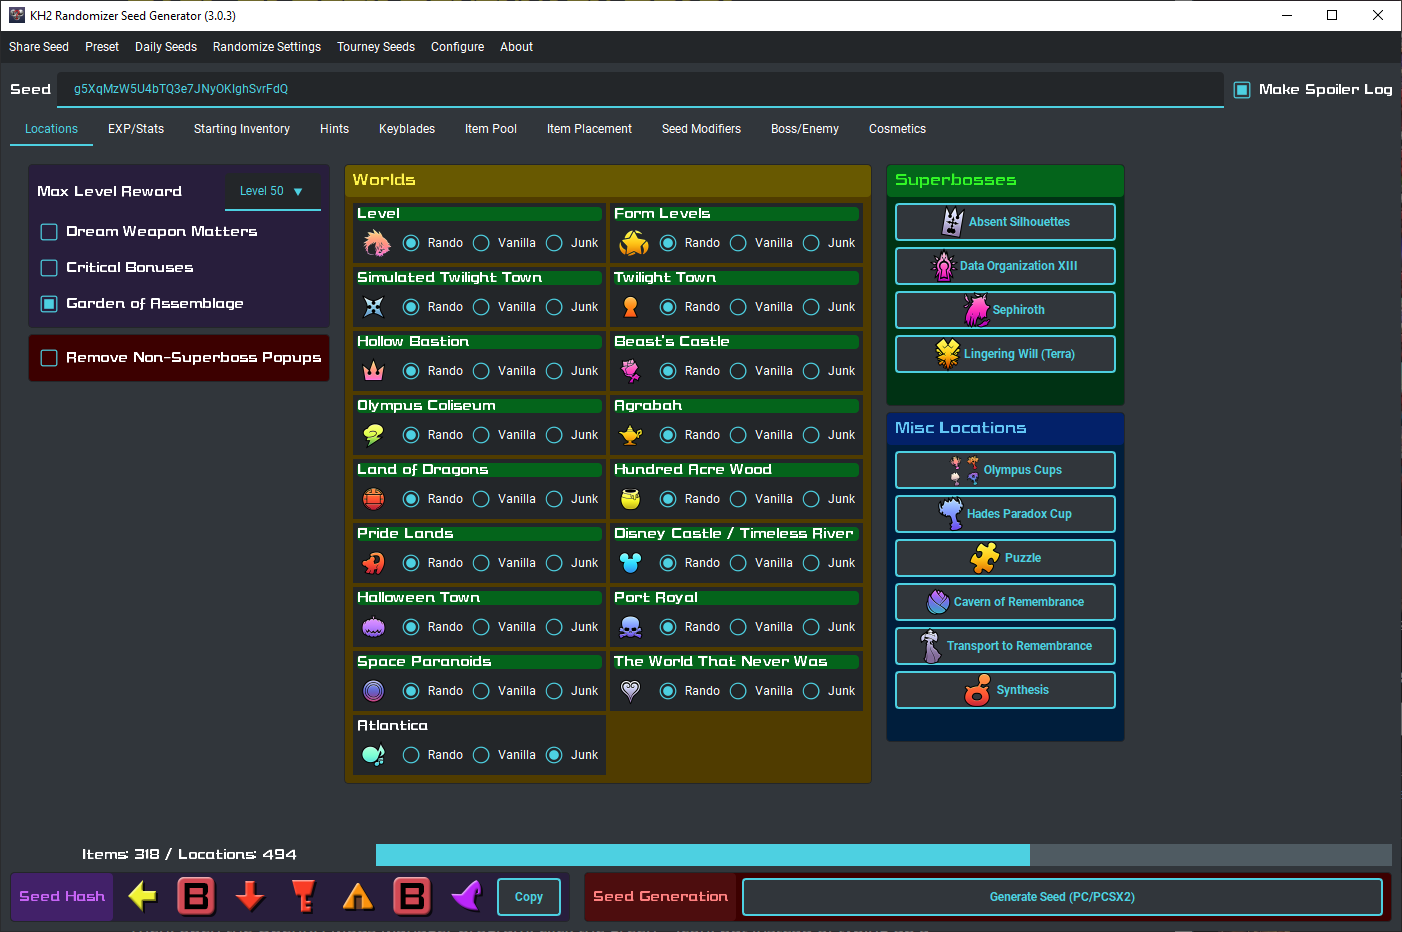 KH2 Randomizer Seed Generator (3.0.3)
Share Seed Preset Daily Seeds Randomize Settings Tourney Seeds Configure About
Seed g5XqMzW5U4bTQ3e7JNyOKIghSvrFdQ Make Spoiler Log
Locations EXP/Stats Starting Inventory Hints Keyblades Item Pool Item Placement Seed Modifiers Boss/Enemy Cosmetics
Max Level Reward Level 50
Dream Weapon Matters
Critical Bonuses
Garden of Assemblage
Remove Non-Superboss Popups
Worlds
Level Form Levels
Rando Vanilla Junk Rando Vanilla Junk
Simulated Twilight Town Twilight Town
Rando Vanilla Junk Rando Vanilla Junk
Hollow Bastion Beast's Castle
Rando Vanilla Junk Rando Vanilla Junk
Olympus Coliseum Agrabah
Rando Vanilla Junk Rando Vanilla Junk
Land of Dragons Hundred Acre Wood
Rando Vanilla Junk Rando Vanilla Junk
Pride Lands Disney Castle / Timeless River
Rando Vanilla Junk Rando Vanilla Junk
Halloween Town Port Royal
Rando Vanilla Junk Rando Vanilla Junk
Space Paranoids The World That Never Was
Rando Vanilla Junk Rando Vanilla Junk
Atlantica
Rando Vanilla Junk
Superbosses
Absent Silhouettes
Data Organization XIII
Sephiroth
Lingering Will (Terra)
Misc Locations
Olympus Cups
Hades Paradox Cup
Puzzle
Cavern of Remembrance
Transport to Remembrance
Synthesis
Items: 318 / Locations: 494
Seed Hash B B Copy Seed Generation Generate Seed (PC/PCSX2)